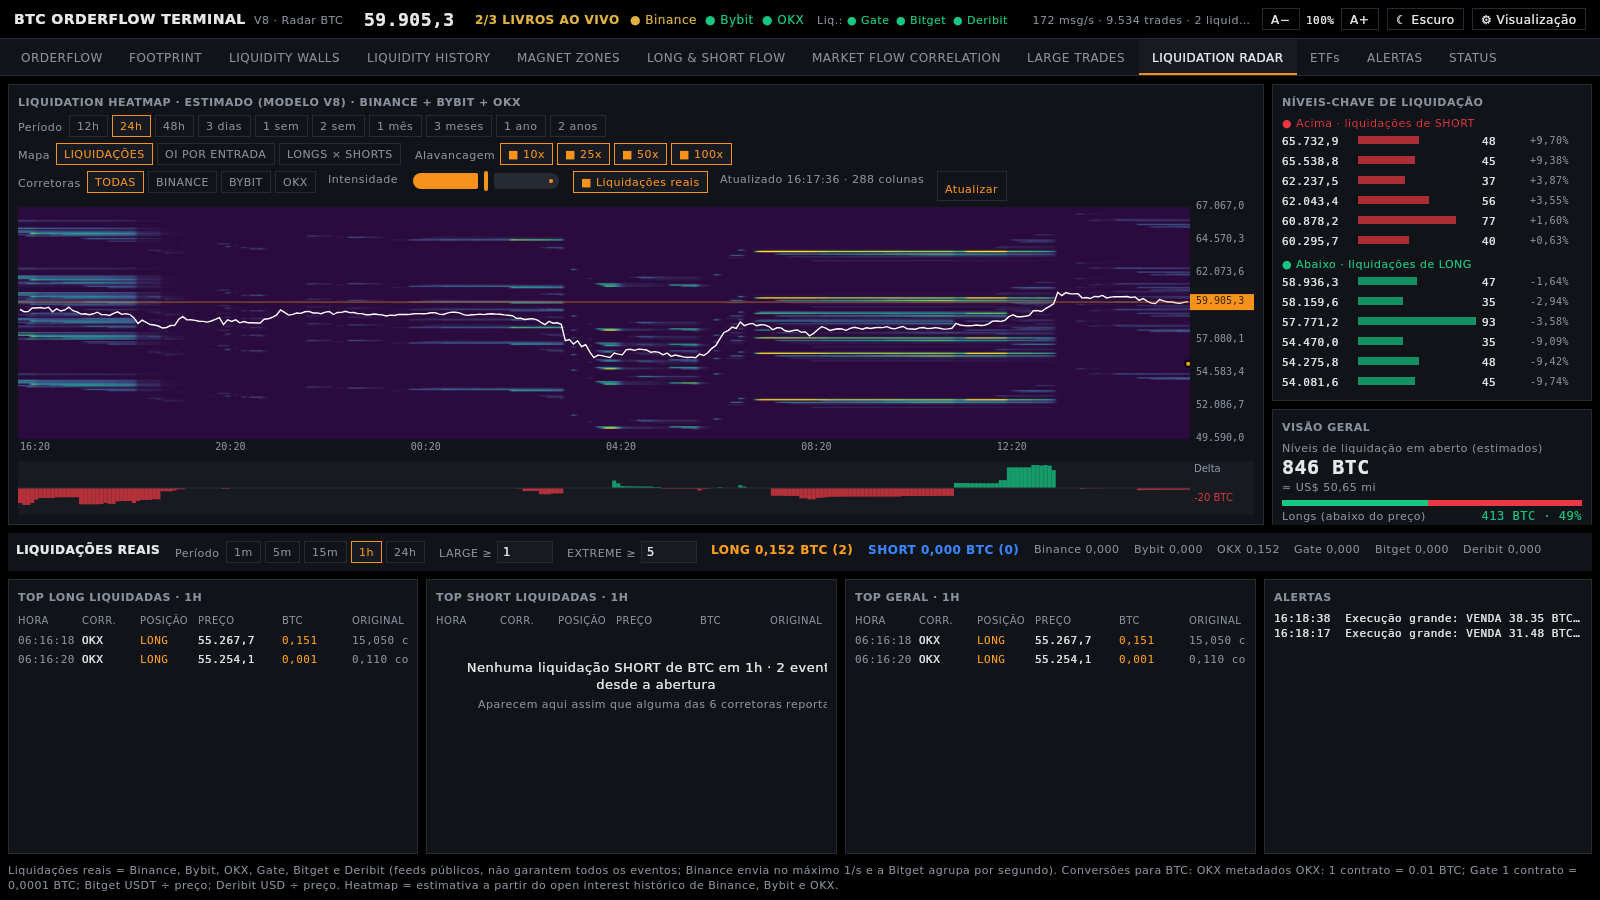 BTC ORDERFLOW TERMINAL V8 · Radar BTC 59.905,3 2/3 LIVROS AO VIVO ● Binance ● Bybit ● OKX Liq.: ● Gate ● Bitget ● Deribit 172 msg/s · 9.534 trades · 2 liquid… A− 100% A+ ☾ Escuro ⚙ Visualização
ORDERFLOW FOOTPRINT LIQUIDITY WALLS LIQUIDITY HISTORY MAGNET ZONES LONG & SHORT FLOW MARKET FLOW CORRELATION LARGE TRADES LIQUIDATION RADAR ETFs ALERTAS STATUS
LIQUIDATION HEATMAP · ESTIMADO (MODELO V8) · BINANCE + BYBIT + OKX
Período 12h 24h 48h 3 dias 1 sem 2 sem 1 mês 3 meses 1 ano 2 anos
Mapa LIQUIDAÇÕES OI POR ENTRADA LONGS × SHORTS Alavancagem ■ 10x ■ 25x ■ 50x ■ 100x
Corretoras TODAS BINANCE BYBIT OKX Intensidade ■ Liquidações reais Atualizado 16:17:36 · 288 colunas Atualizar
67.067,0
64.570,3
62.073,6
59.905,3
57.080,1
54.583,4
52.086,7
49.590,0
16:20 20:20 00:20 04:20 08:20 12:20
Delta
-20 BTC
NÍVEIS-CHAVE DE LIQUIDAÇÃO
● Acima · liquidações de SHORT
65.732,9 48 +9,70%
65.538,8 45 +9,38%
62.237,5 37 +3,87%
62.043,4 56 +3,55%
60.878,2 77 +1,60%
60.295,7 40 +0,63%
● Abaixo · liquidações de LONG
58.936,3 47 -1,64%
58.159,6 35 -2,94%
57.771,2 93 -3,58%
54.470,0 35 -9,09%
54.275,8 48 -9,42%
54.081,6 45 -9,74%
VISÃO GERAL
Níveis de liquidação em aberto (estimados)
846 BTC
≈ US$ 50,65 mi
Longs (abaixo do preço) 413 BTC · 49%
LIQUIDAÇÕES REAIS Período 1m 5m 15m 1h 24h LARGE ≥ 1 EXTREME ≥ 5 LONG 0,152 BTC (2) SHORT 0,000 BTC (0) Binance 0,000 Bybit 0,000 OKX 0,152 Gate 0,000 Bitget 0,000 Deribit 0,000
TOP LONG LIQUIDADAS · 1H
HORA CORR. POSIÇÃO PREÇO BTC ORIGINAL
06:16:18 OKX LONG 55.267,7 0,151 15,050 c
06:16:20 OKX LONG 55.254,1 0,001 0,110 co
TOP SHORT LIQUIDADAS · 1H
HORA CORR. POSIÇÃO PREÇO BTC ORIGINAL
Nenhuma liquidação SHORT de BTC em 1h · 2 event
desde a abertura
Aparecem aqui assim que alguma das 6 corretoras reporta
TOP GERAL · 1H
HORA CORR. POSIÇÃO PREÇO BTC ORIGINAL
06:16:18 OKX LONG 55.267,7 0,151 15,050 c
06:16:20 OKX LONG 55.254,1 0,001 0,110 co
ALERTAS
16:18:38 Execução grande: VENDA 38.35 BTC…
16:18:17 Execução grande: VENDA 31.48 BTC…
Liquidações reais = Binance, Bybit, OKX, Gate, Bitget e Deribit (feeds públicos, não garantem todos os eventos; Binance envia no máximo 1/s e a Bitget agrupa por segundo). Conversões para BTC: OKX metadados OKX: 1 contrato = 0.01 BTC; Gate 1 contrato =
0,0001 BTC; Bitget USDT ÷ preço; Deribit USD ÷ preço. Heatmap = estimativa a partir do open interest histórico de Binance, Bybit e OKX.